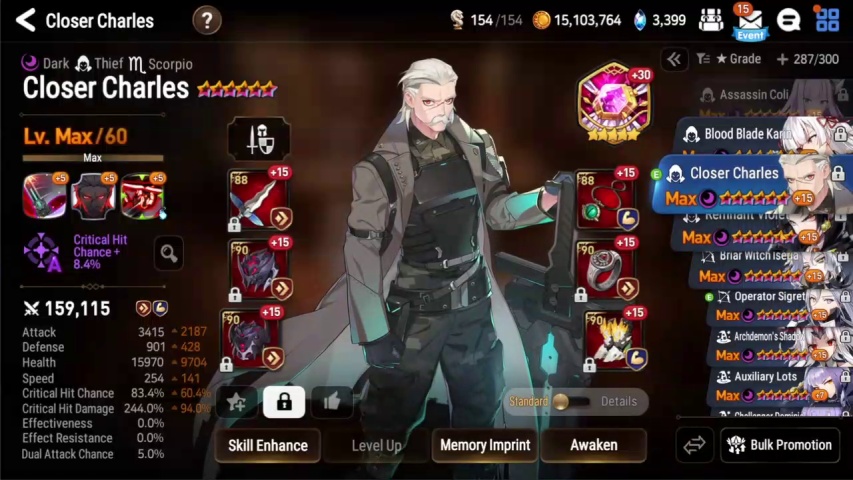 Closer Charles
?
154/154
15,103,764
3,399
15
Event
Dark Thief Scorpio
Closer Charles
Lv. Max/60
Max
+5
+5
+5
Critical Hit
Chance +
8.4%
A
159,115
Attack 3415 2187
Defense 901 428
Health 15970 9704
Speed 254 141
Critical Hit Chance 83.4% 60.4%
Critical Hit Damage 244.0% 94.0%
Effectiveness 0.0%
Effect Resistance 0.0%
Dual Attack Chance 5.0%
88
+15
90
+15
90
+15
+30
88
+15
90
+15
90
+15
Standard
Details
Skill Enhance
Level Up
Memory Imprint
Awaken
Grade
287/300
Assassin Coli
Blood Blade Kari
E
Closer Charles
Max
+15
Remnant Violet
Max
+15
Briar Witch Iseria
Max
+15
E
Operator Sigret
Max
+15
Archdemon's Shad
Max
+15
Auxiliary Lots
Max
+7
Bulk Promotion